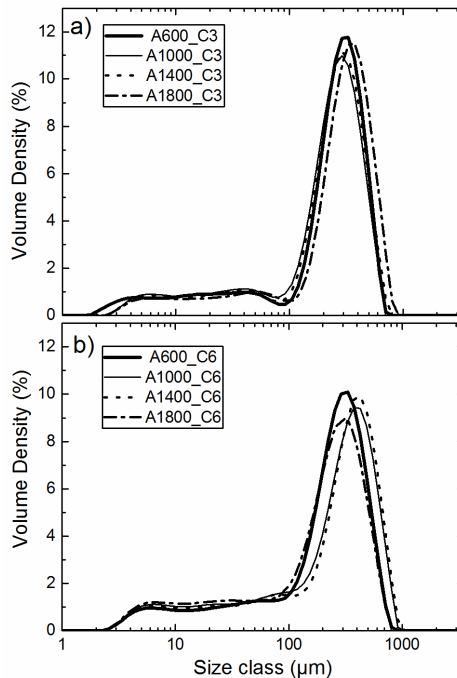 a)
A600_C3
A1000_C3
A1400_C3
A1800_C3
Volume Density (%)
12
10
8
6
4
2
0
b)
A600_C6
A1000_C6
A1400_C6
A1800_C6
Volume Density (%)
12
10
8
6
4
2
0
1 10 100 1000
Size class (µm)